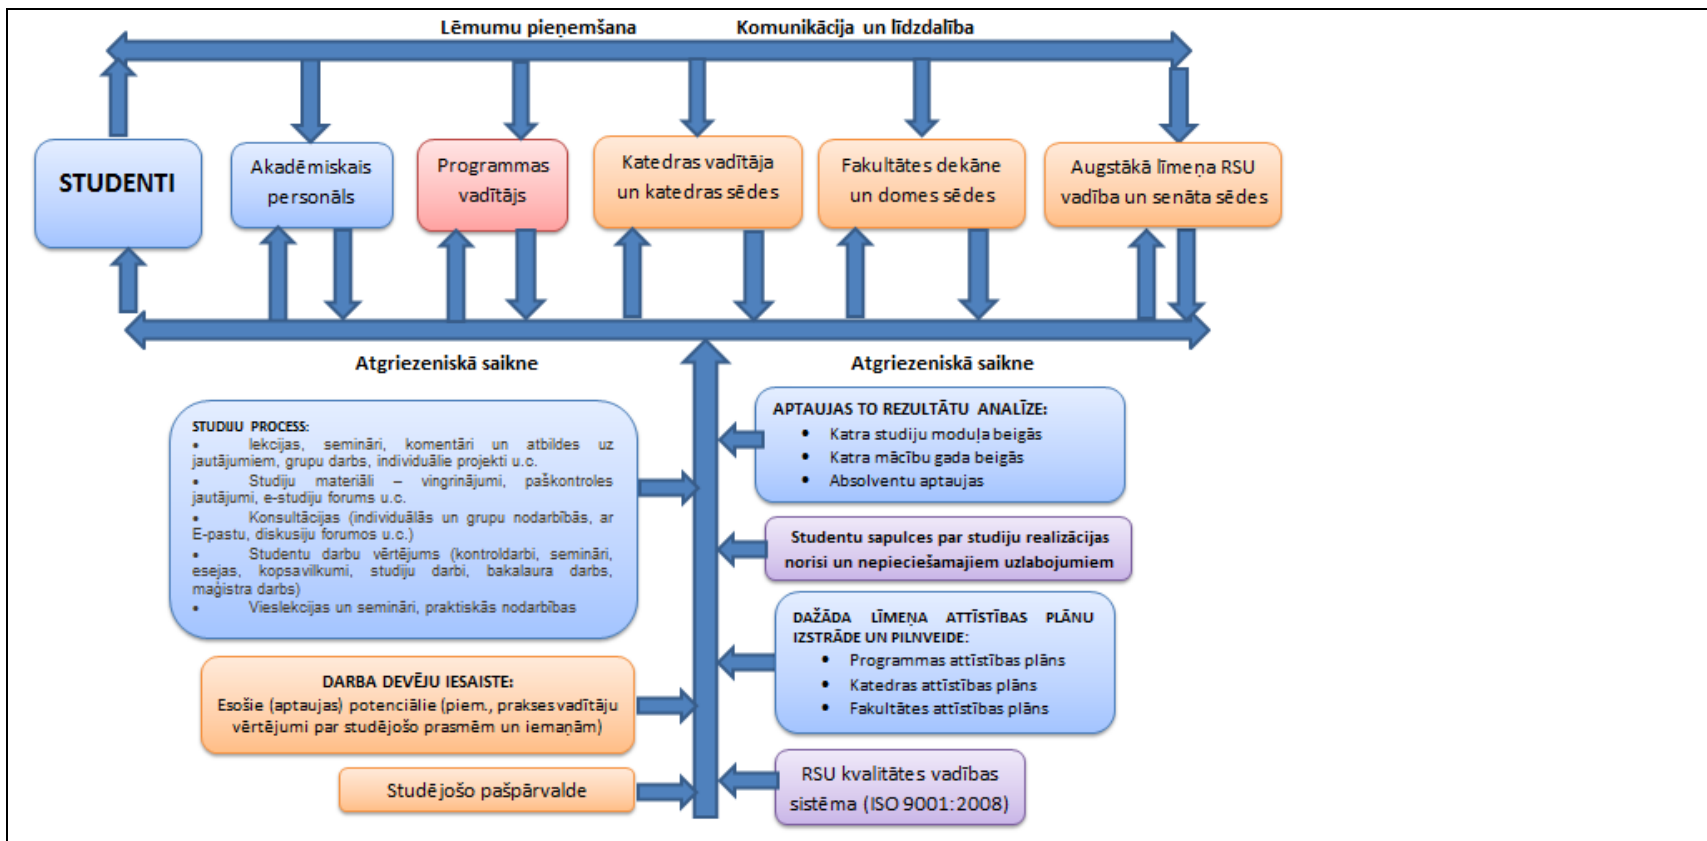 Lēmumu pieņemšana Komunikācija un līdzdalība
STUDENTI
Akadēmiskais
personāls
Programmas
vadītājs
Katedras vadītāja
un katedras sēdes
Fakultātes dekāne
un domes sēdes
Augstākā līmeņa RSU
vadība un senāta sēdes
Atgriezeniskā saikne
Atgriezeniskā saikne
STUDIJU PROCESS:
• lekcijas, semināri, komentāri un atbildes uz
jautājumiem, grupu darbs, individuālie projekti u.c.
• Studiju materiāli – vingrinājumi, paškontroles
jautājumi, e-studiju forums u.c.
• Konsultācijas (individuālās un grupu nodarbībās, ar
E-pastu, diskusiju forumos u.c.)
• Studentu darbu vērtējums (kontroldarbi, semināri,
esejas, kopsavilkumi, studiju darbi, bakalaura darbs,
maģistra darbs)
• Vieslekcijas un semināri, praktiskās nodarbības
DARBA DEVĒJU IESAISTE:
Esošie (aptaujas) potenciālie (piem., prakses vadītāju
vērtējumi par studējošo prasmēm un iemaņām)
Studējošo pašpārvalde
APTAUJAS TO REZULTĀTU ANALĪZE:
• Katra studiju moduļa beigās
• Katra mācību gada beigās
• Absolventu aptaujas
Studentu sapulces par studiju realizācijas
norisi un nepieciešamajiem uzlabojumiem
DAŽĀDA LĪMEŅA ATTĪSTĪBAS PLĀNU
IZSTRĀDE UN PILNVEIDE:
• Programmas attīstības plāns
• Katedras attīstības plāns
• Fakultātes attīstības plāns
RSU kvalitātes vadības
sistēma (ISO 9001:2008)